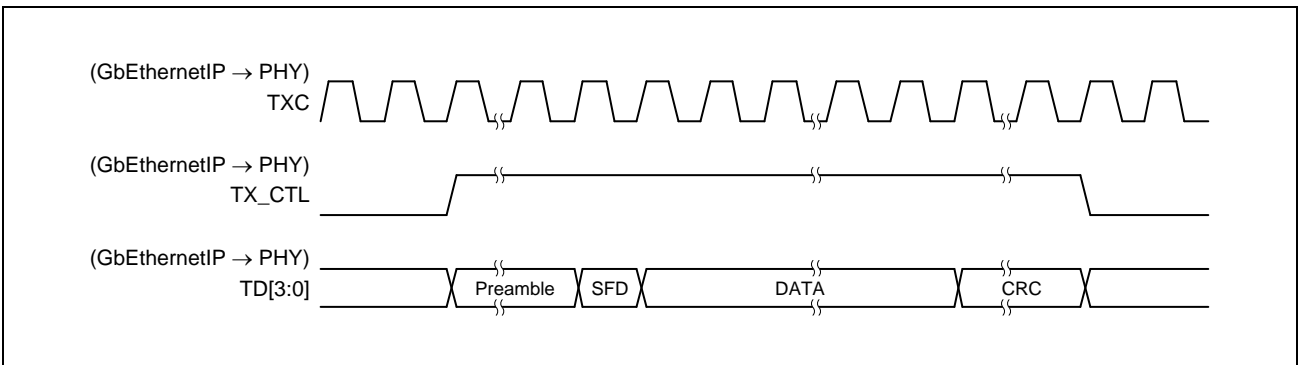 (GbEthernetIP → PHY)
TXC
(GbEthernetIP → PHY)
TX_CTL
(GbEthernetIP → PHY)
TD[3:0]
Preamble SFD DATA CRC